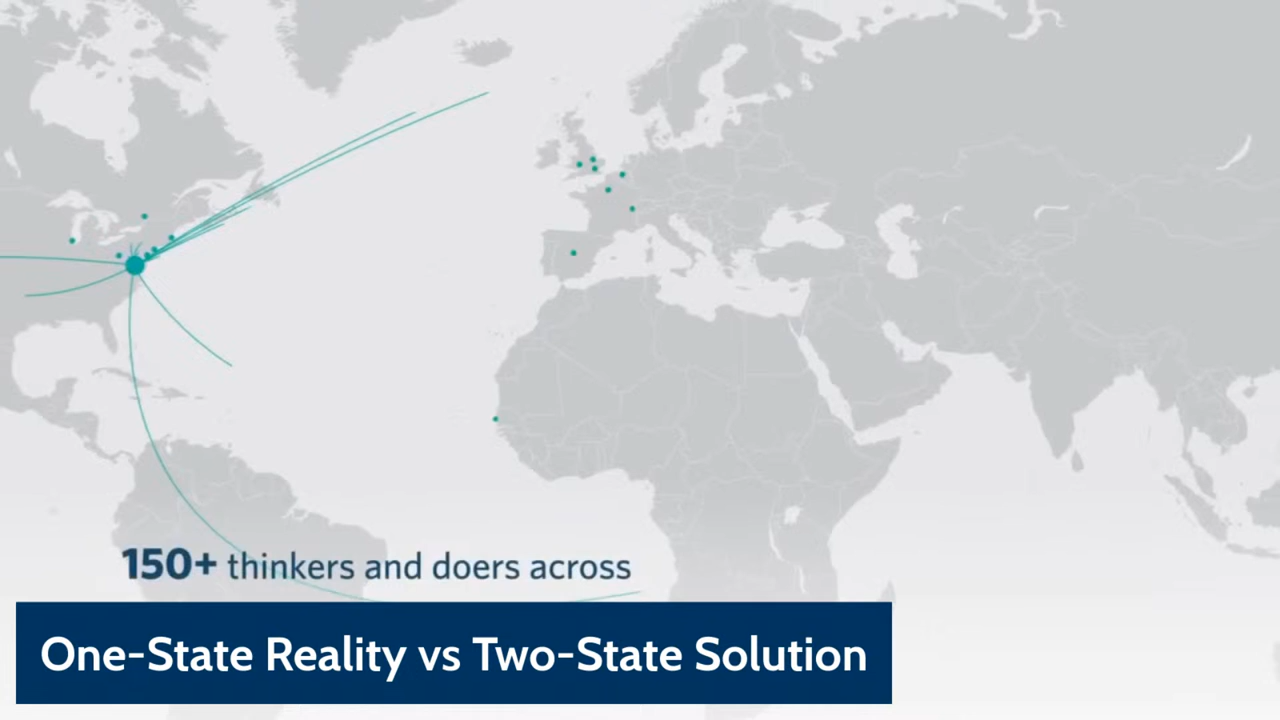 150+ thinkers and doers across
One-State Reality vs Two-State Solution